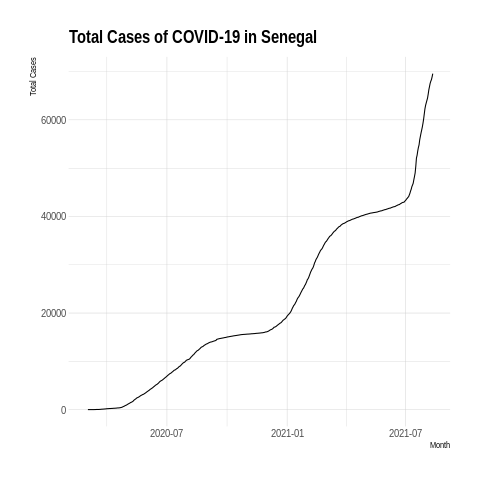 Total Cases of COVID-19 in Senegal
Total Cases
60000
40000
20000
0
2020-07 2021-01 2021-07
Month